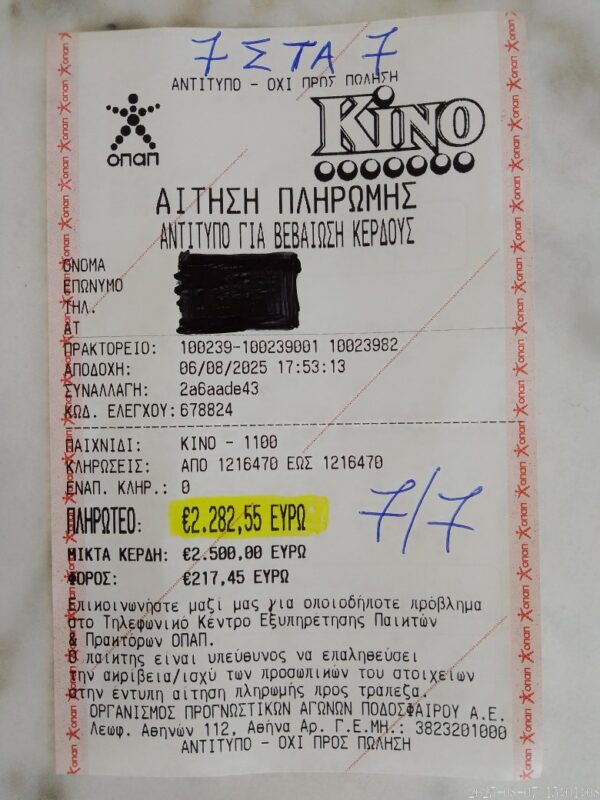 7 ΣΤΑ 7
ΑΝΤΙΤΥΠΟ - ΟΧΙ ΠΡΟΣ ΠΩΛΗΣΗ
οπαπ
ΚΙΝΟ
ΑΙΤΗΣΗ ΠΛΗΡΩΜΗΣ
ΑΝΤΙΤΥΠΟ ΓΙΑ ΒΕΒΑΙΩΣΗ ΚΕΡΔΟΥΣ
ΟΝΟΜΑ
ΕΠΩΝΥΜΟ
ΤΗΛ.
ΑΤ
ΠΡΑΚΤΟΡΕΙΟ: 100239-100239001 10023982
ΑΠΟΔΟΧΗ: 06/08/2025 17:53:13
ΣΥΝΑΛΛΑΓΗ: 2a6aade43
ΚΩΔ. ΕΛΕΓΧΟΥ: 678824
ΠΑΙΧΝΙΔΙ: ΚΙΝΟ - 1100
ΚΛΗΡΩΣΕΙΣ: ΑΠΟ 1216470 ΕΩΣ 1216470
ΕΝΑΠ. ΚΛΗΡ.: 0
ΠΛΗΡΩΤΕΟ: €2.282,55 ΕΥΡΩ
7/7
ΜΙΚΤΑ ΚΕΡΔΗ: €2.500,00 ΕΥΡΩ
ΦΟΡΟΣ: €217,45 ΕΥΡΩ
Επικοινωνήστε μαζί μας για οποιοδήποτε πρόβλημα
στο Τηλεφωνικό Κέντρο Εξυπηρέτησης Παικτών
& Πρακτόρων ΟΠΑΠ.
Ο παίκτης είναι υπεύθυνος να επαληθεύσει
την ακρίβεια/ισχύ των προσωπικών του στοιχείων
στην έντυπη αίτηση πληρωμής προς τράπεζα.
ΟΡΓΑΝΙΣΜΟΣ ΠΡΟΓΝΩΣΤΙΚΩΝ ΑΓΩΝΩΝ ΠΟΔΟΣΦΑΙΡΟΥ Α.Ε.
Λεωφ. Αθηνών 112, Αθήνα Αρ. Γ.Ε.ΜΗ.: 3823201000
ΑΝΤΙΤΥΠΟ - ΟΧΙ ΠΡΟΣ ΠΩΛΗΣΗ